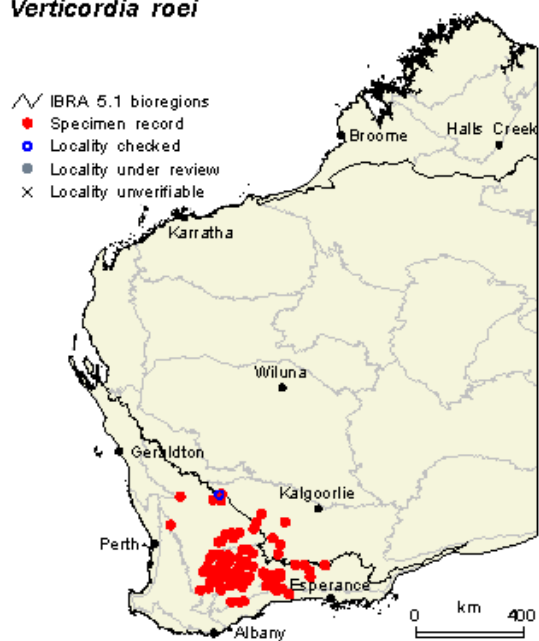 Verticordia roei
IBRA 5.1 bioregions
Specimen record
Locality checked
Locality under review
× Locality unverifiable
Broome
Halls Creek
Karratha
Wiluna
Geraldton
Kalgoorlie
Perth
Esperance
Albany
0 km 400